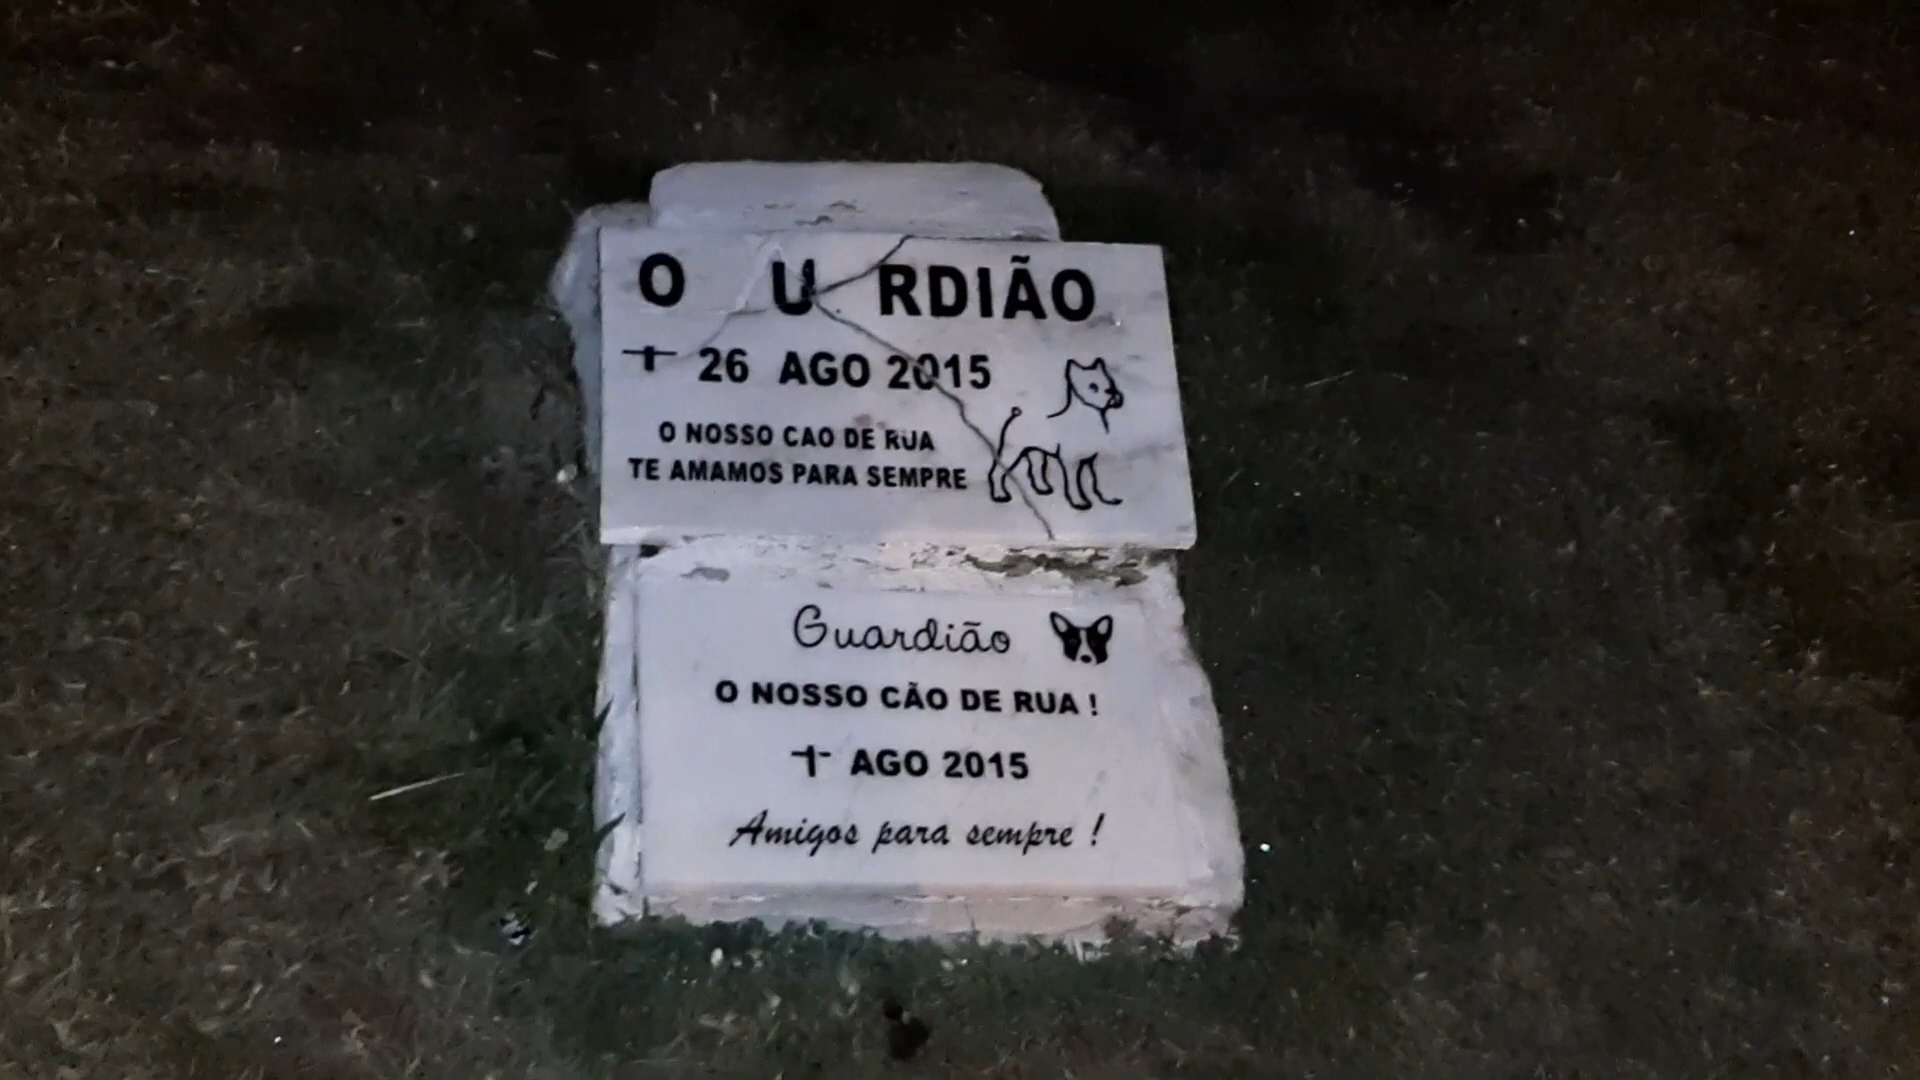 O U RDIÃO
26 AGO 2015
O NOSSO CAO DE RUA
TE AMAMOS PARA SEMPRE
Guardião
O NOSSO CÃO DE RUA !
AGO 2015
Amigos para sempre !